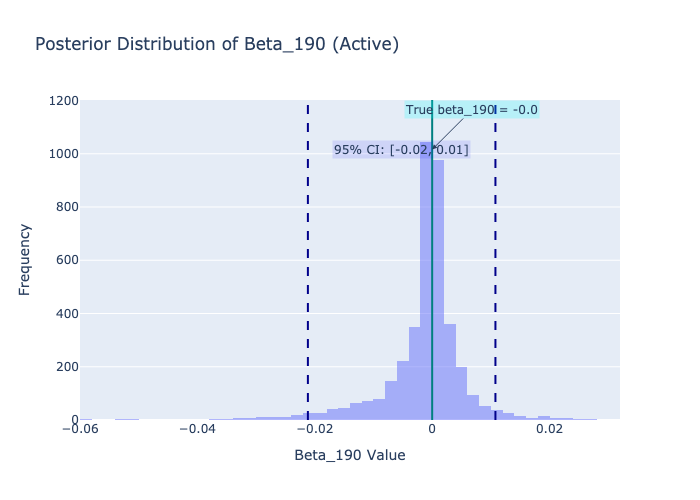 Posterior Distribution of Beta_190 (Active)
1200
True beta_190 = -0.0
95% CI: [-0.02, 0.01]
1000
800
600
400
200
0
Frequency
−0.06
−0.04
−0.02
0
0.02
Beta_190 Value